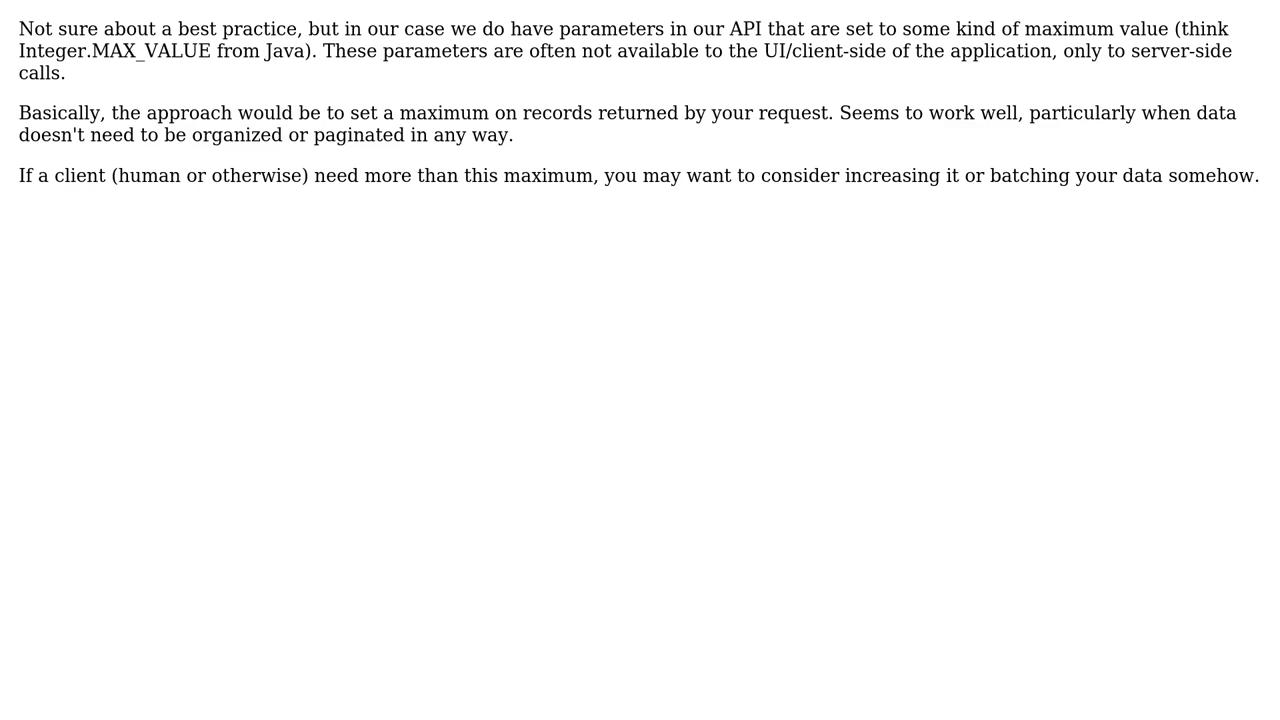 Not sure about a best practice, but in our case we do have parameters in our API that are set to some kind of maximum value (think
Integer.MAX_VALUE from Java). These parameters are often not available to the UI/client-side of the application, only to server-side
calls.
Basically, the approach would be to set a maximum on records returned by your request. Seems to work well, particularly when data
doesn't need to be organized or paginated in any way.
If a client (human or otherwise) need more than this maximum, you may want to consider increasing it or batching your data somehow.